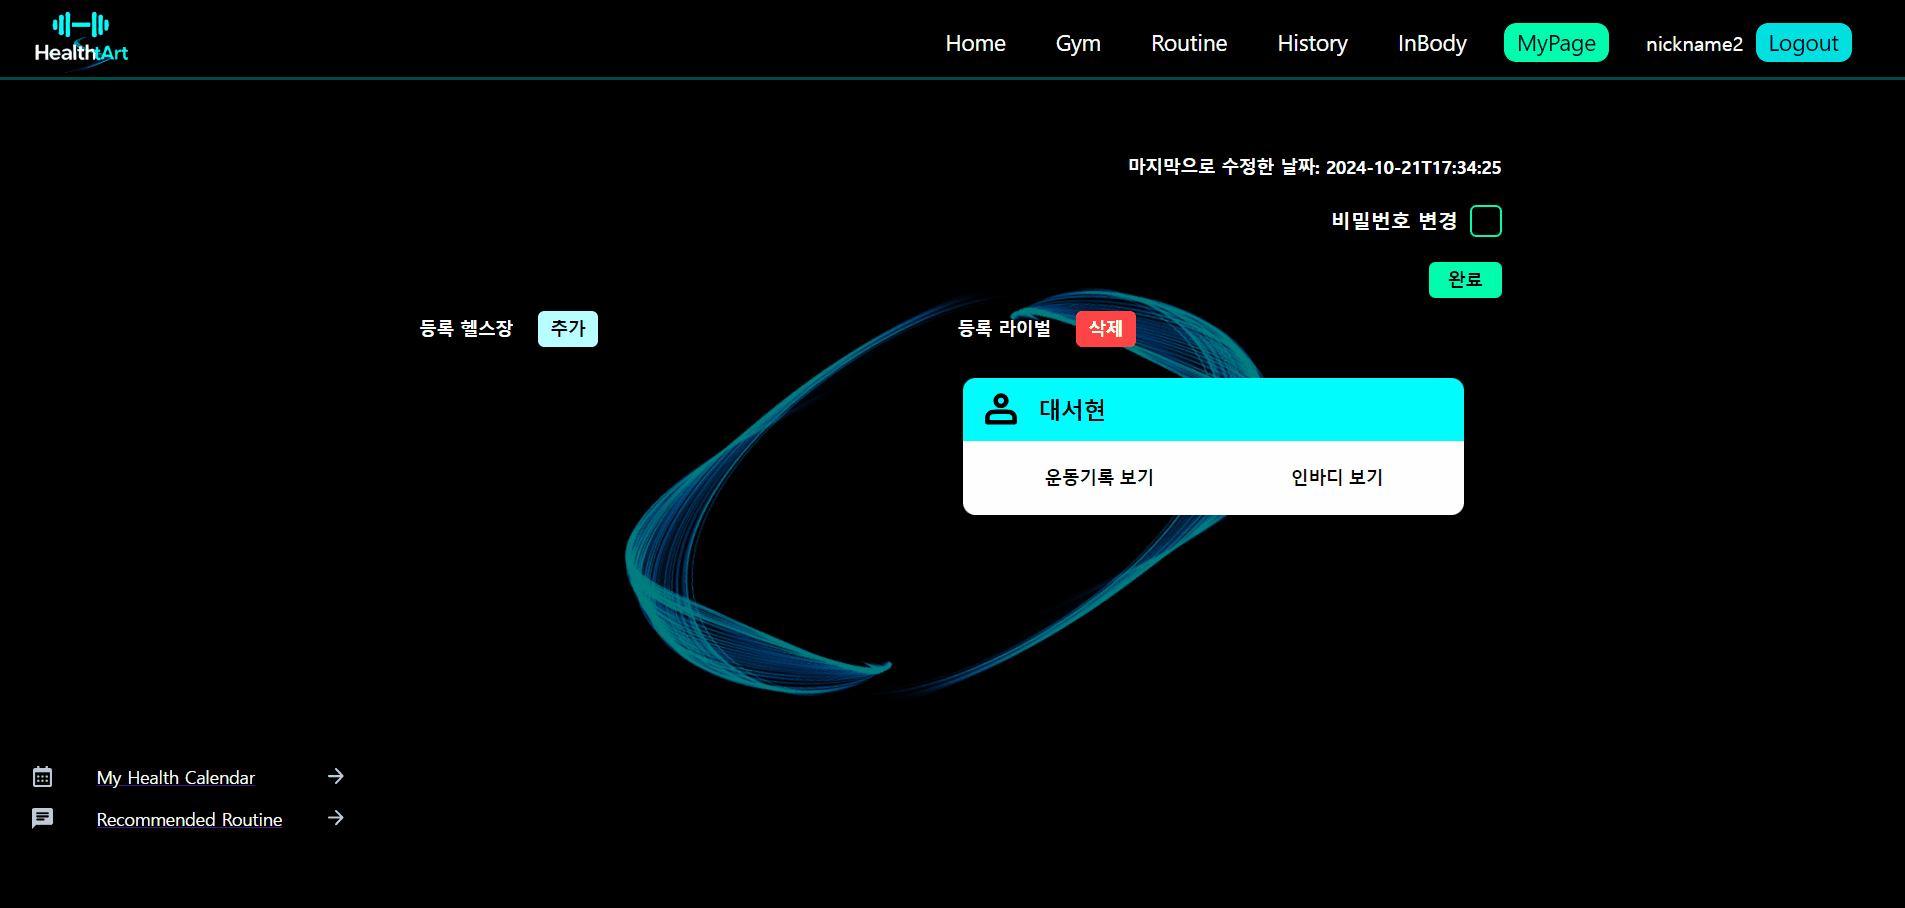 HealthtArt
Home Gym Routine History InBody MyPage nickname2 Logout
마지막으로 수정한 날짜: 2024-10-21T17:34:25
비밀번호 변경
완료
등록 헬스장 추가
등록 라이벌 삭제
대서현
운동기록 보기 인바디 보기
My Health Calendar
Recommended Routine